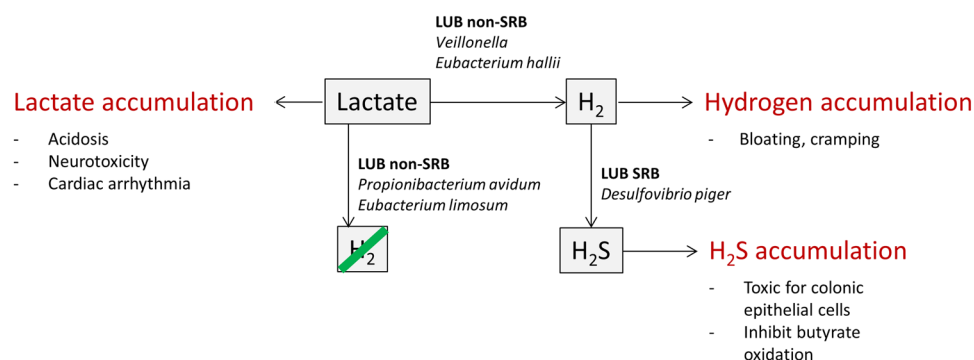 LUB non-SRB
Veillonella
Eubacterium hallii
Lactate accumulation
- Acidosis
- Neurotoxicity
- Cardiac arrhythmia
Lactate
H₂
Hydrogen accumulation
- Bloating, cramping
LUB non-SRB
Propionibacterium avidum
Eubacterium limosum
LUB SRB
Desulfovibrio piger
H₂
H₂S
H₂S accumulation
- Toxic for colonic
epithelial cells
- Inhibit butyrate
oxidation